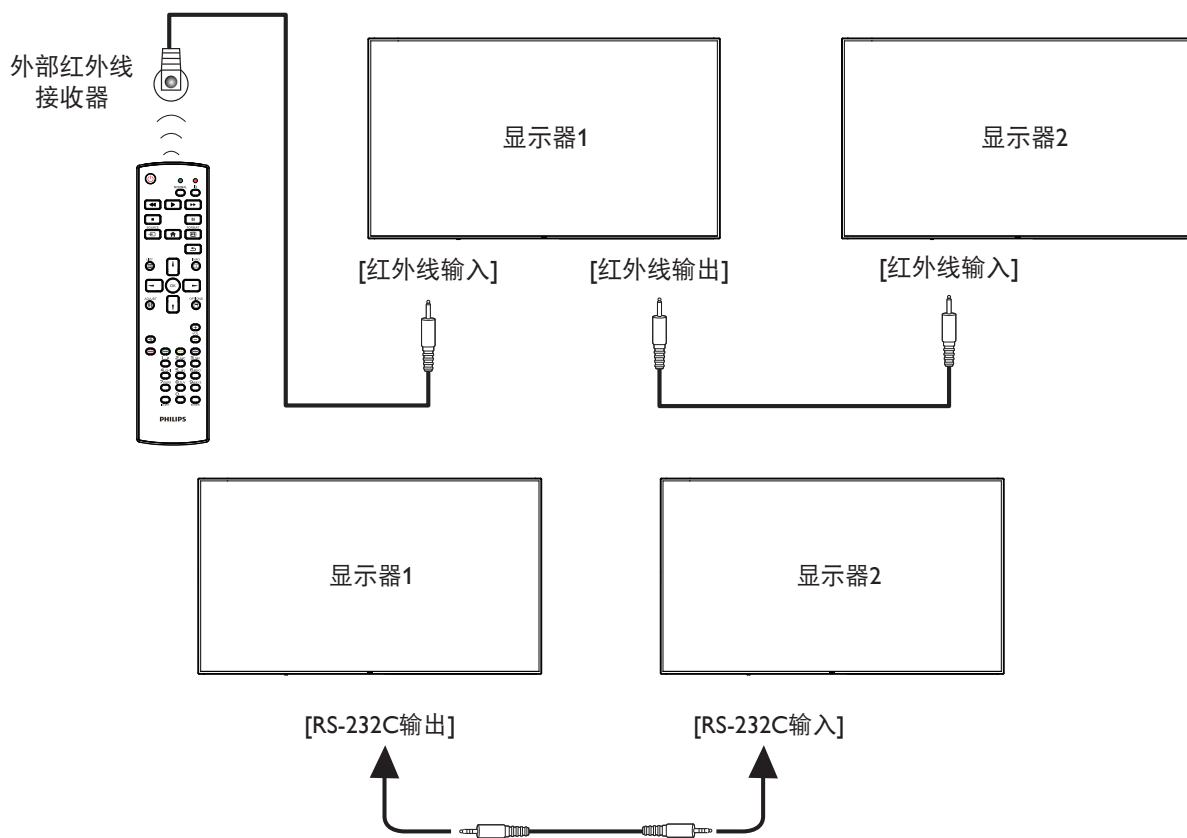 外部红外线
接收器
显示器1
显示器2
[红外线输入]
[红外线输出]
[红外线输入]
PHILIPS
显示器1
显示器2
[RS-232C输出]
[RS-232C输入]